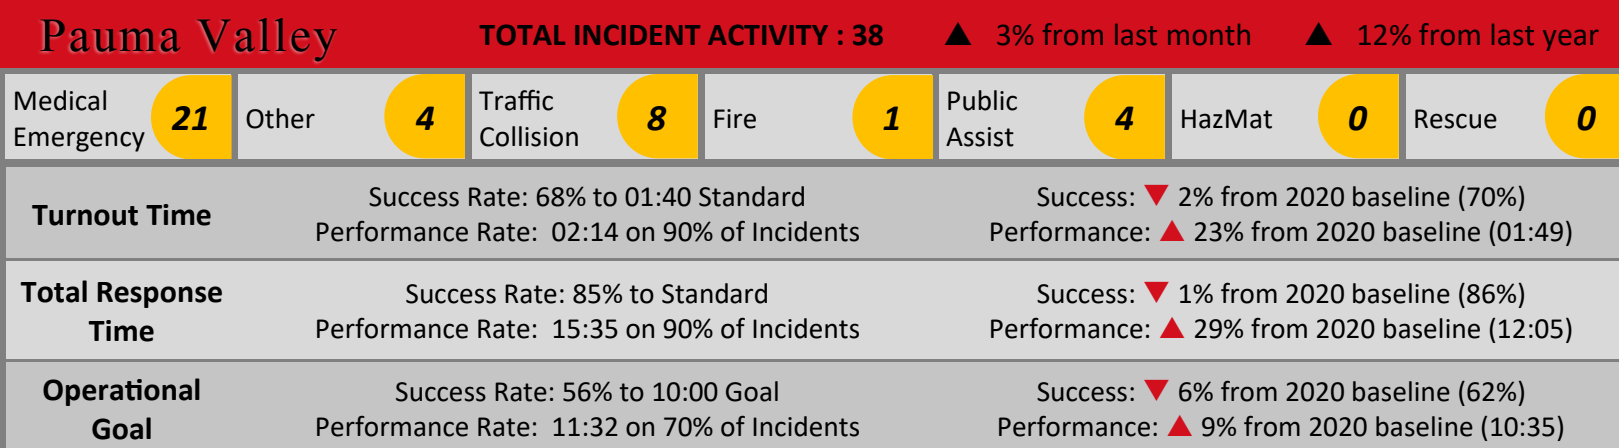 Pauma Valley TOTAL INCIDENT ACTIVITY : 38 ▲ 3% from last month ▲ 12% from last year
Medical
Emergency 21
Other 4
Traffic
Collision 8
Fire 1
Public
Assist 4
HazMat 0
Rescue 0
Turnout Time
Success Rate: 68% to 01:40 Standard
Performance Rate: 02:14 on 90% of Incidents
Success: ▼ 2% from 2020 baseline (70%)
Performance: ▲ 23% from 2020 baseline (01:49)
Total Response
Time
Success Rate: 85% to Standard
Performance Rate: 15:35 on 90% of Incidents
Success: ▼ 1% from 2020 baseline (86%)
Performance: ▲ 29% from 2020 baseline (12:05)
Operational
Goal
Success Rate: 56% to 10:00 Goal
Performance Rate: 11:32 on 70% of Incidents
Success: ▼ 6% from 2020 baseline (62%)
Performance: ▲ 9% from 2020 baseline (10:35)